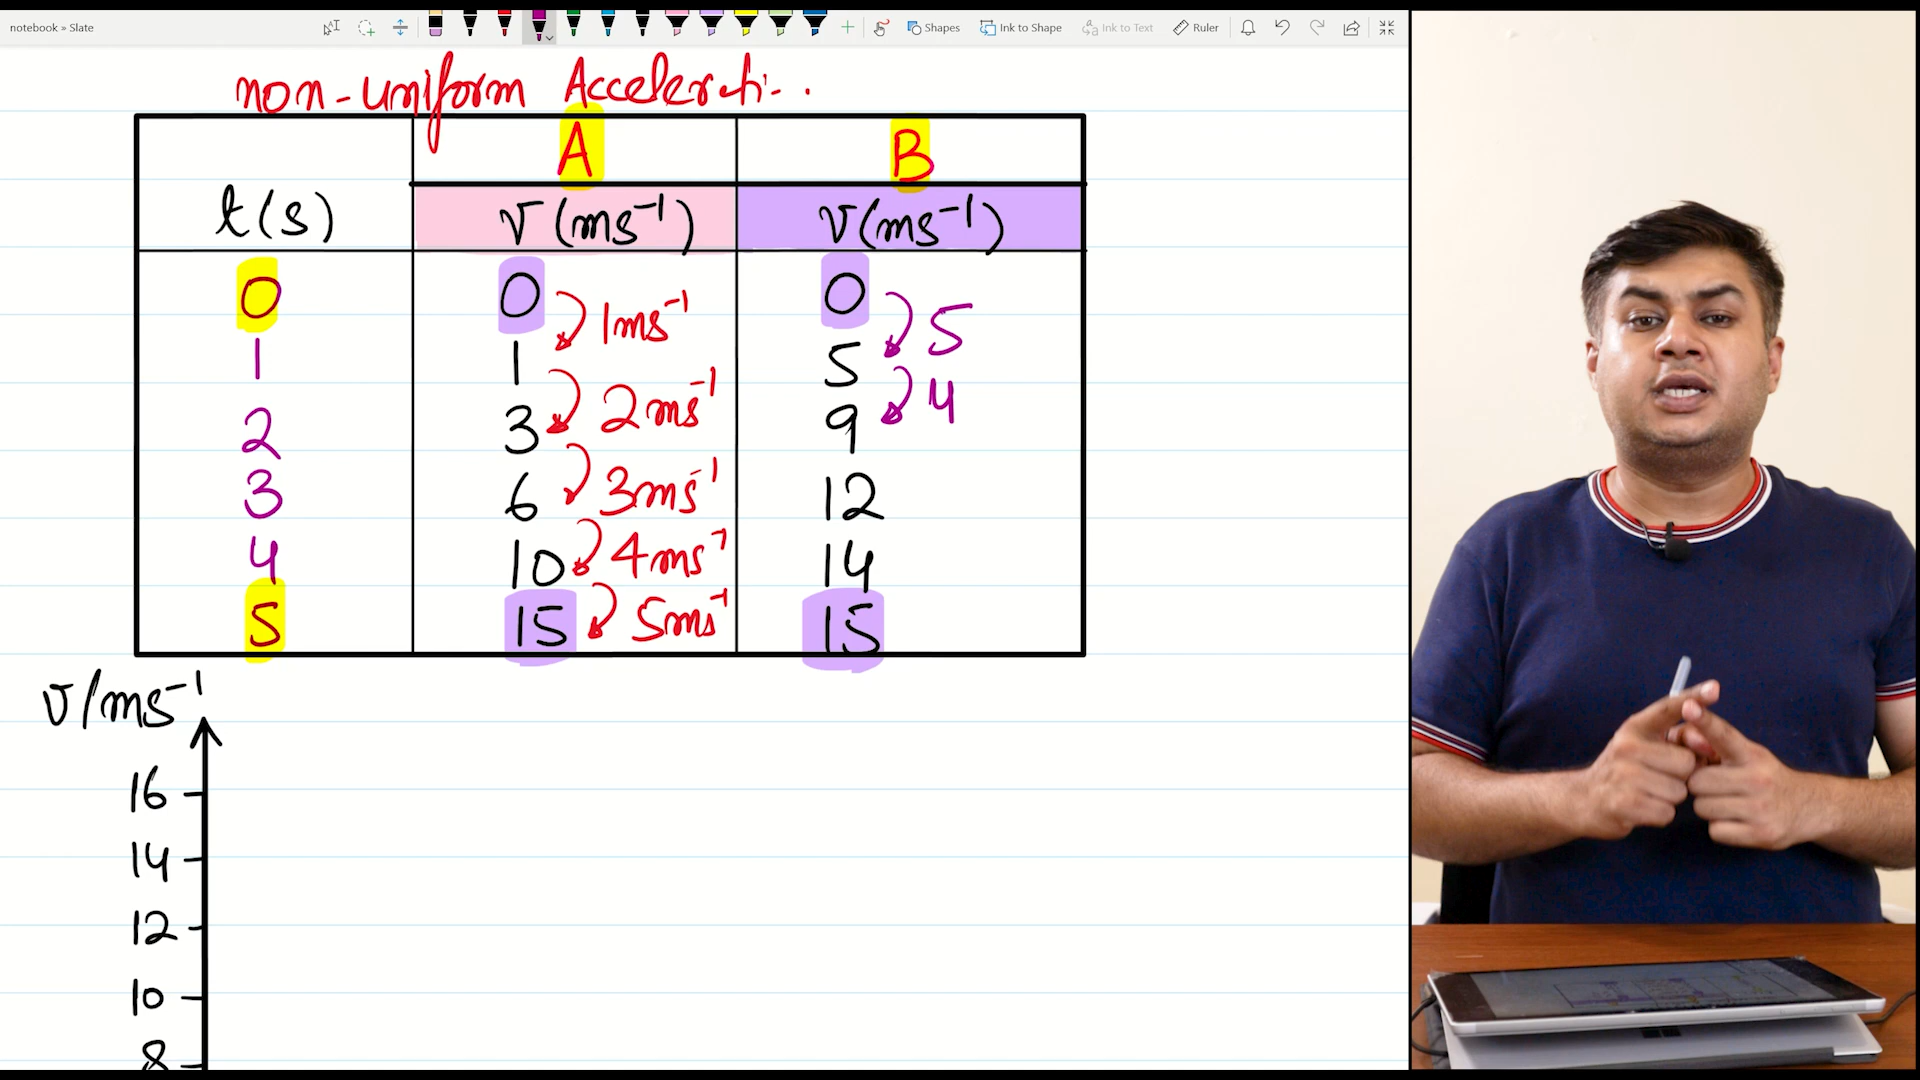 notebook » Slate
Shapes Ink to Shape Ink to Text Ruler
non-uniform
A B
t(s) v(ms⁻¹) v(ms⁻¹)
0 0 1ms⁻¹ 0 5
1 1 2ms⁻¹ 5 4
2 3 3ms⁻¹ 9
3 6 4ms⁻¹ 12
4 10 5ms⁻¹ 14
5 15 15
v/ms⁻¹
16
14
12
10
8